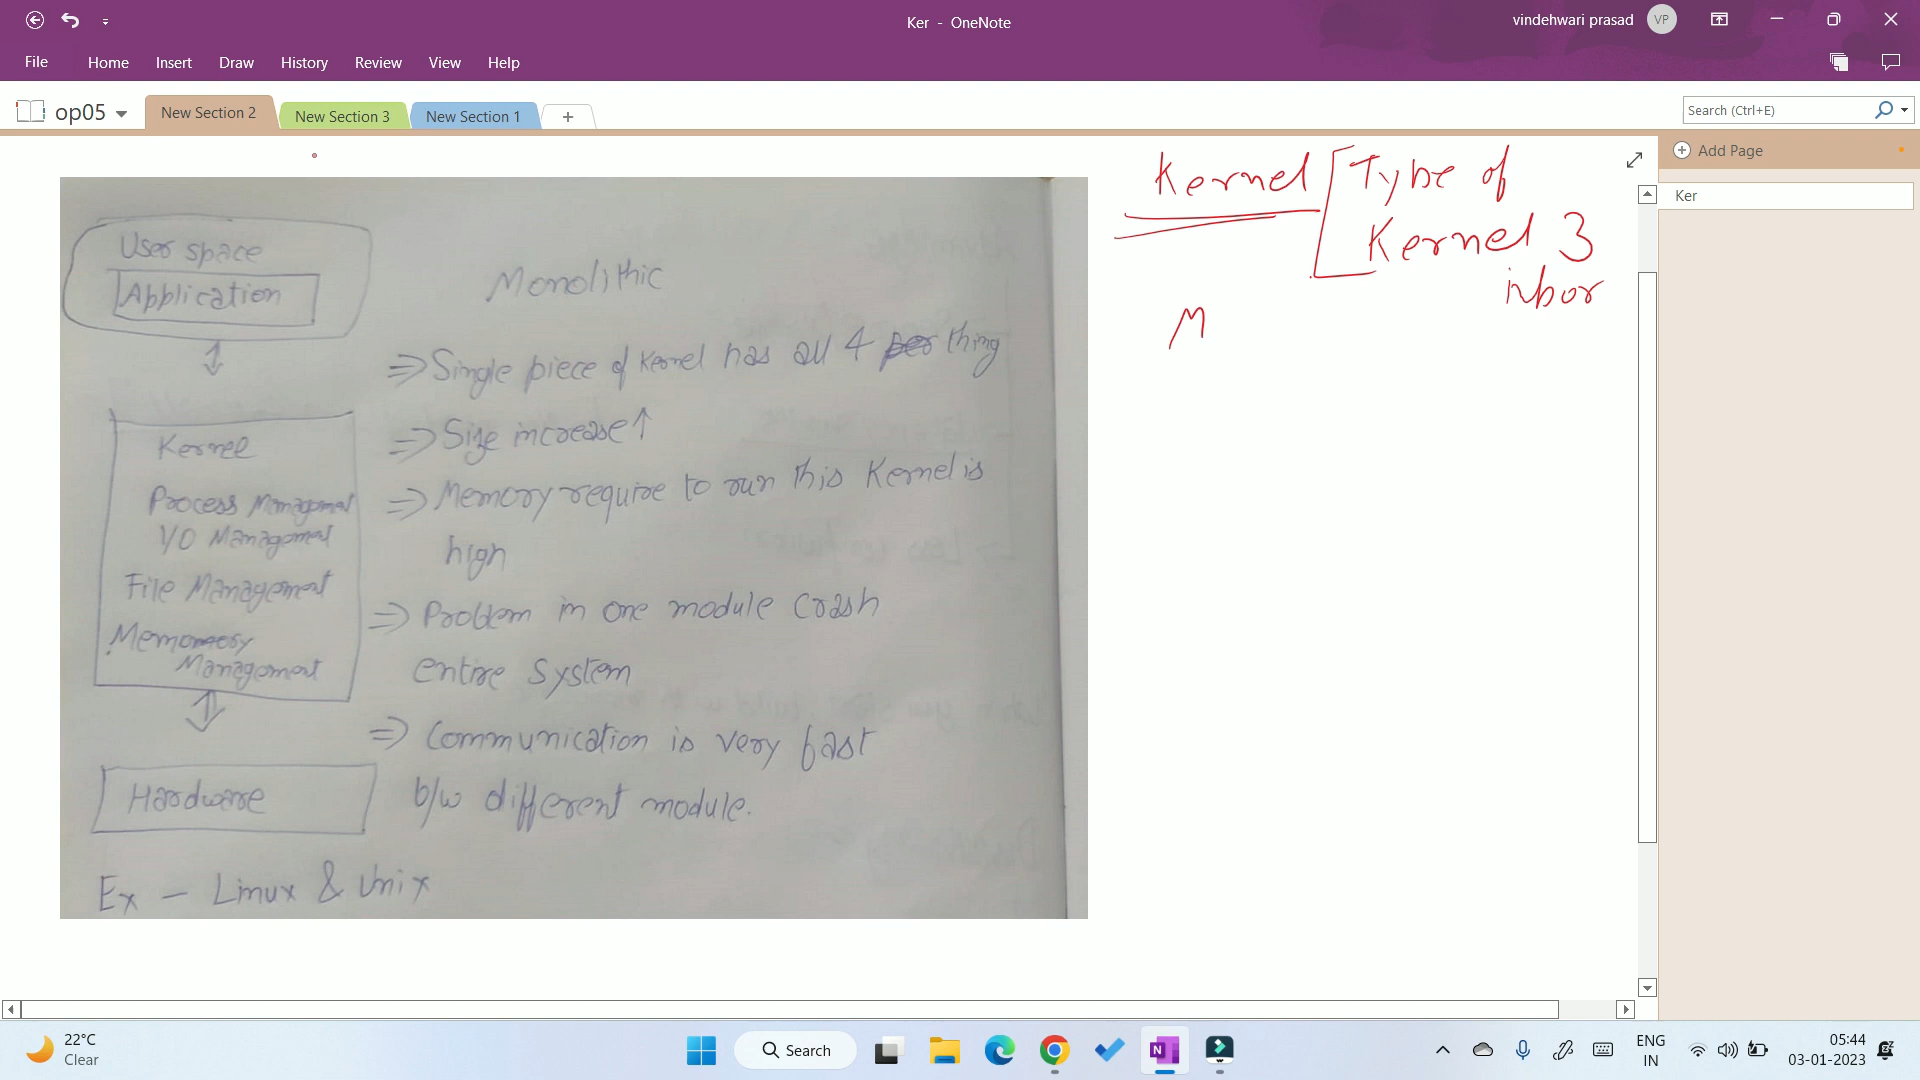 Ker - OneNote
vindehwari prasad
VP
File
Home
Insert
Draw
History
Review
View
Help
op05
New Section 2
New Section 3
New Section 1
+
Search (Ctrl+E)
Add Page
Ker
User space
Application
Kernel
Process Management
I/O Management
File Management
Memomory
Management
Hardware
Ex - Linux & Unix
Monolithic
⇒ Single piece of kernel has all 4 thing
⇒ Size increase ↑
⇒ Memory require to run this Kernel is
high
⇒ Problem in one module crash
entire system
⇒ Communication is very fast
b/w different module.
Kernel
Type of
Kernel 3
M
22°C
Clear
Search
ENG
IN
05:44
03-01-2023